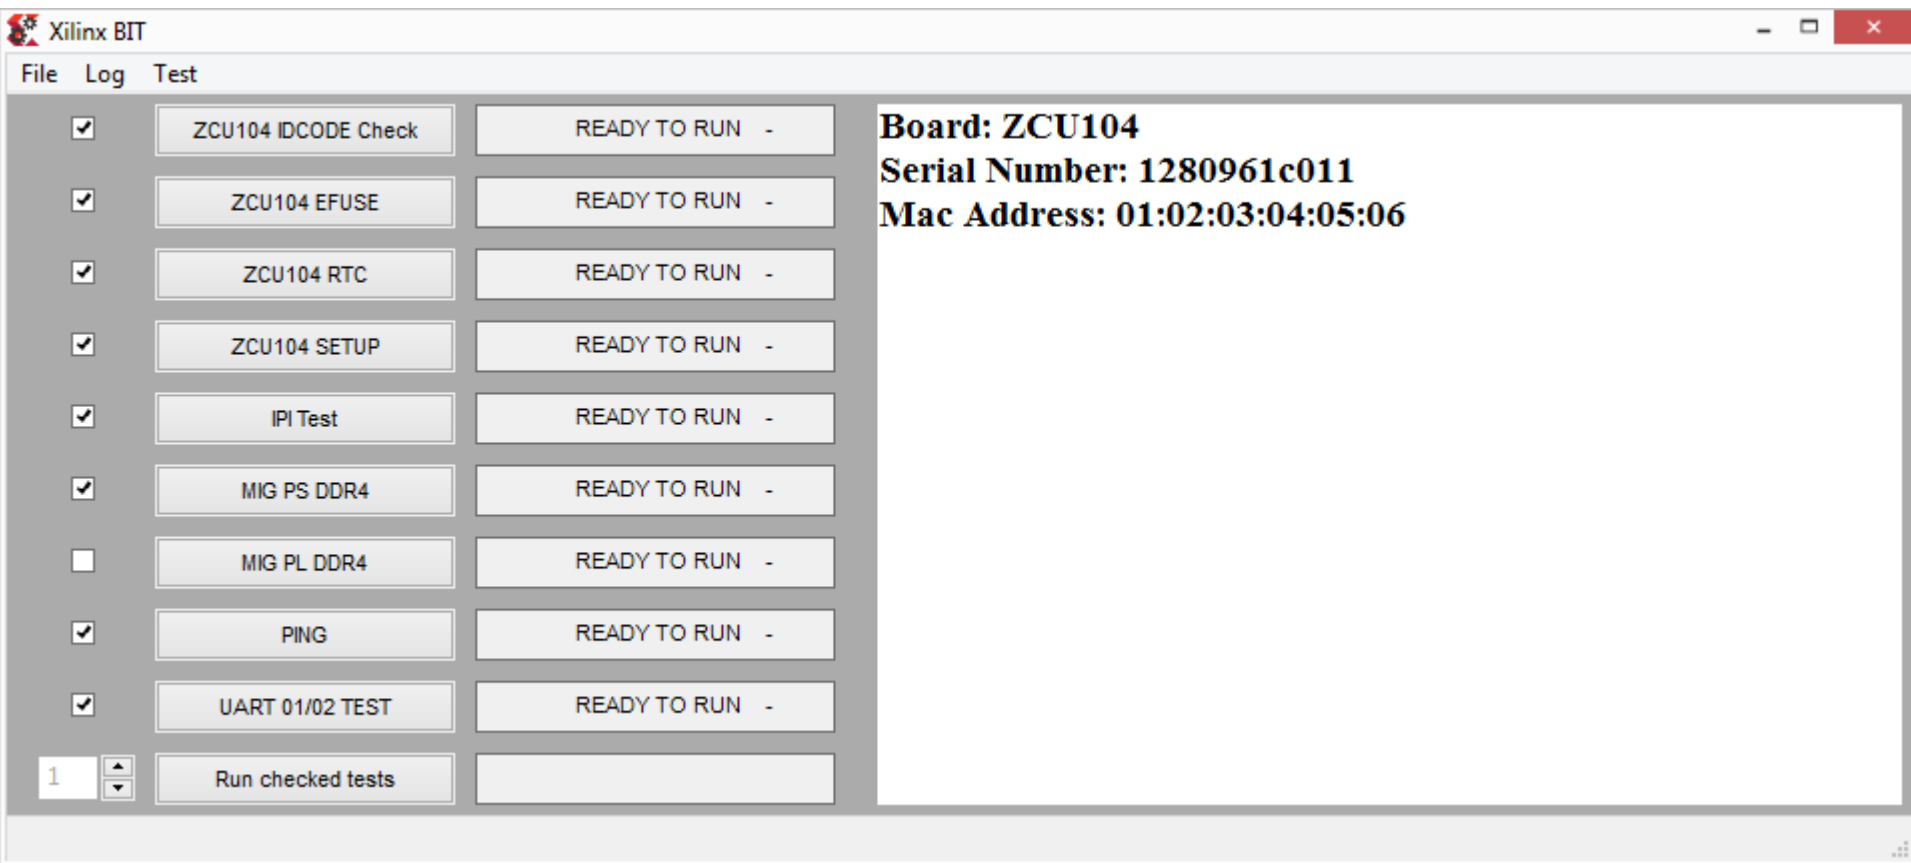 Xilinx BIT
File Log Test
ZCU104 IDCODE Check READY TO RUN -
ZCU104 EFUSE READY TO RUN -
ZCU104 RTC READY TO RUN -
ZCU104 SETUP READY TO RUN -
IPI Test READY TO RUN -
MIG PS DDR4 READY TO RUN -
MIG PL DDR4 READY TO RUN -
PING READY TO RUN -
UART 01/02 TEST READY TO RUN -
1 Run checked tests
Board: ZCU104
Serial Number: 1280961c011
Mac Address: 01:02:03:04:05:06